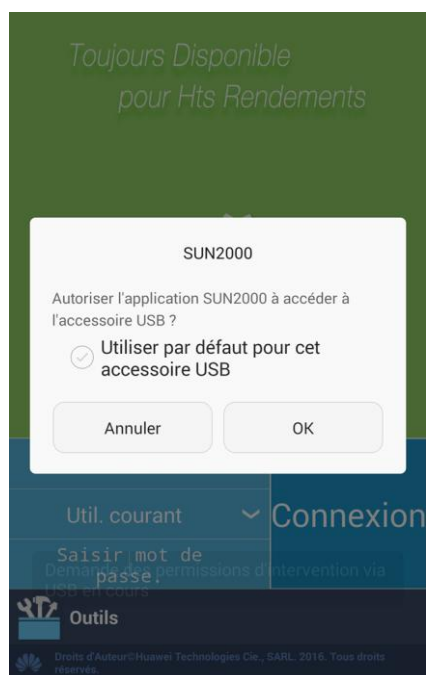 Toujours Disponible
pour Hts Rendements
SUN2000
Autoriser l'application SUN2000 à accéder à
l'accessoire USB ?
Utiliser par défaut pour cet
accessoire USB
Annuler
OK
Util. courant
Connexion
Saisir mot de
passe.
Demande des permissions d'intervention via
USB en cours
Outils
Droits d'Auteur©Huawei Technologies Cie., SARL. 2016. Tous droits
réservés.